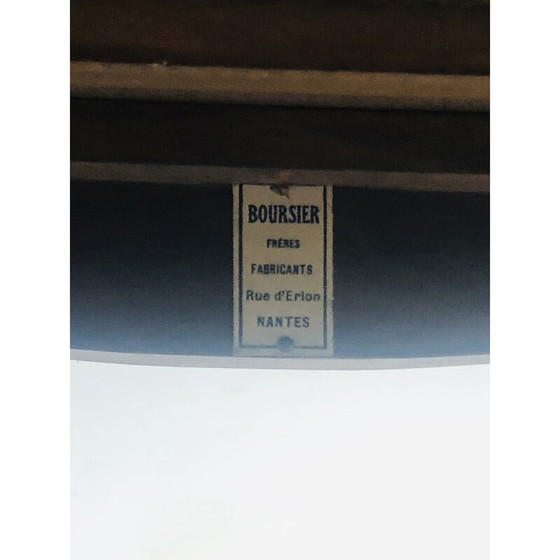 BOURSIER
FRÈRES
FABRICANTS
Rue d'Erlon
NANTES